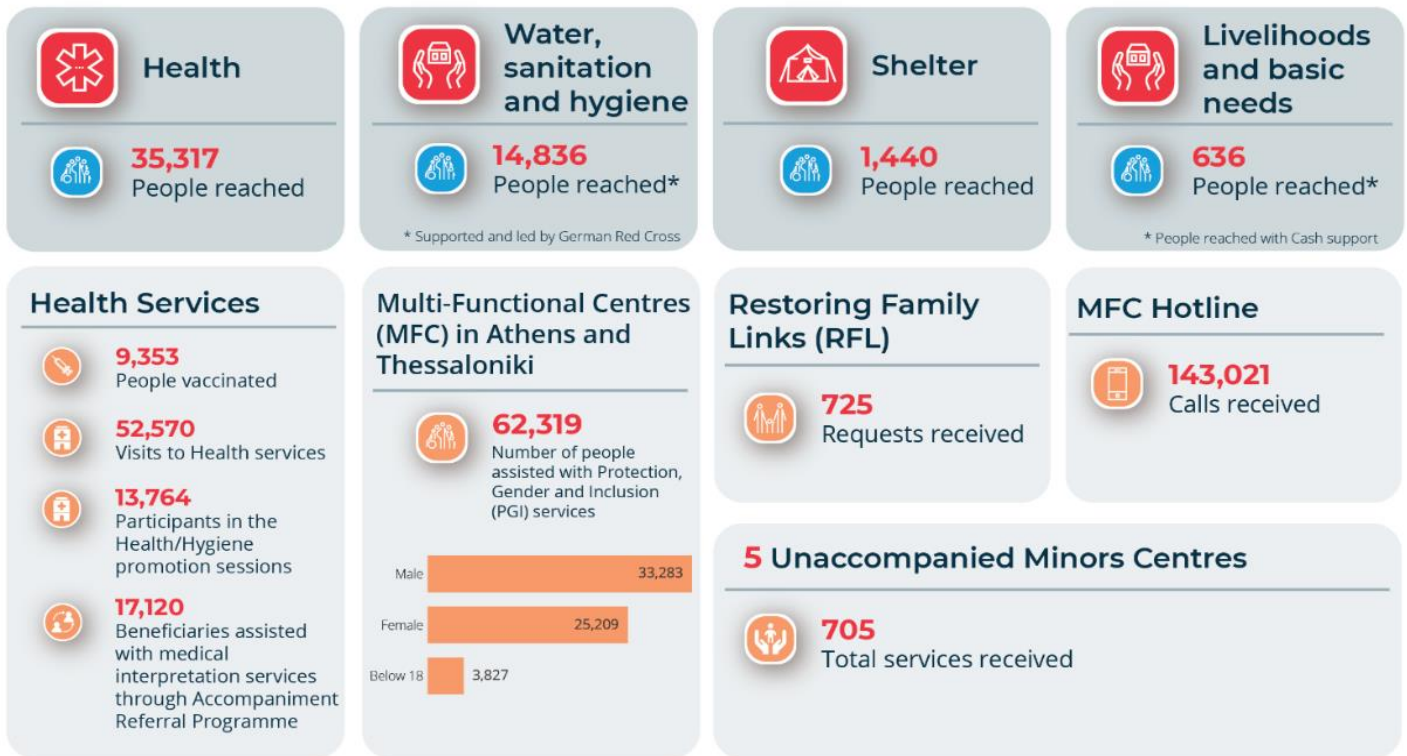 Health
35,317
People reached
Water,
sanitation
and hygiene
14,836
People reached*
* Supported and led by German Red Cross
Shelter
1,440
People reached
Livelihoods
and basic
needs
636
People reached*
* People reached with Cash support
Health Services
9,353
People vaccinated
52,570
Visits to Health services
13,764
Participants in the
Health/Hygiene
promotion sessions
17,120
Beneficiaries assisted
with medical
interpretation services
through Accompaniment
Referral Programme
Multi-Functional Centres
(MFC) in Athens and
Thessaloniki
62,319
Number of people
assisted with Protection,
Gender and Inclusion
(PGI) services
Male 33,283
Female 25,209
Below 18 3,827
Restoring Family
Links (RFL)
725
Requests received
MFC Hotline
143,021
Calls received
5 Unaccompanied Minors Centres
705
Total services received